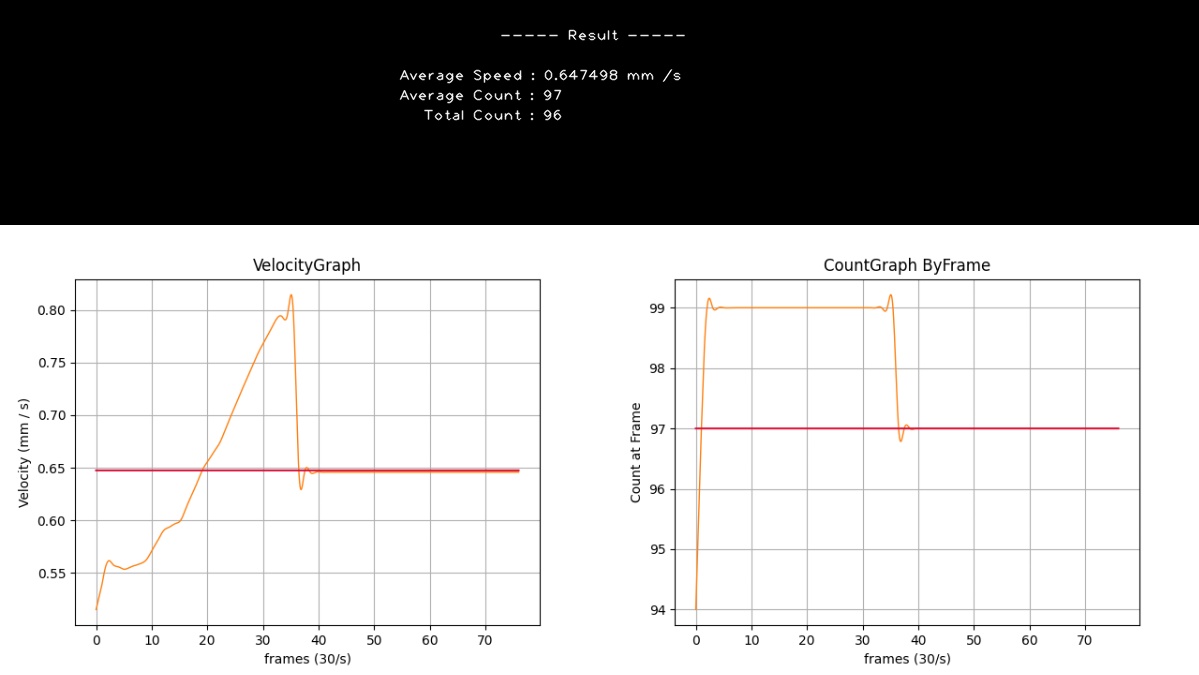 ----- Result -----
Average Speed : 0.647498 mm /s
Average Count : 97
Total Count : 96
VelocityGraph
0.80
0.75
0.70
0.65
0.60
0.55
Velocity (mm / s)
0 10 20 30 40 50 60 70
frames (30/s)
CountGraph ByFrame
99
98
97
96
95
94
Count at Frame
0 10 20 30 40 50 60 70
frames (30/s)